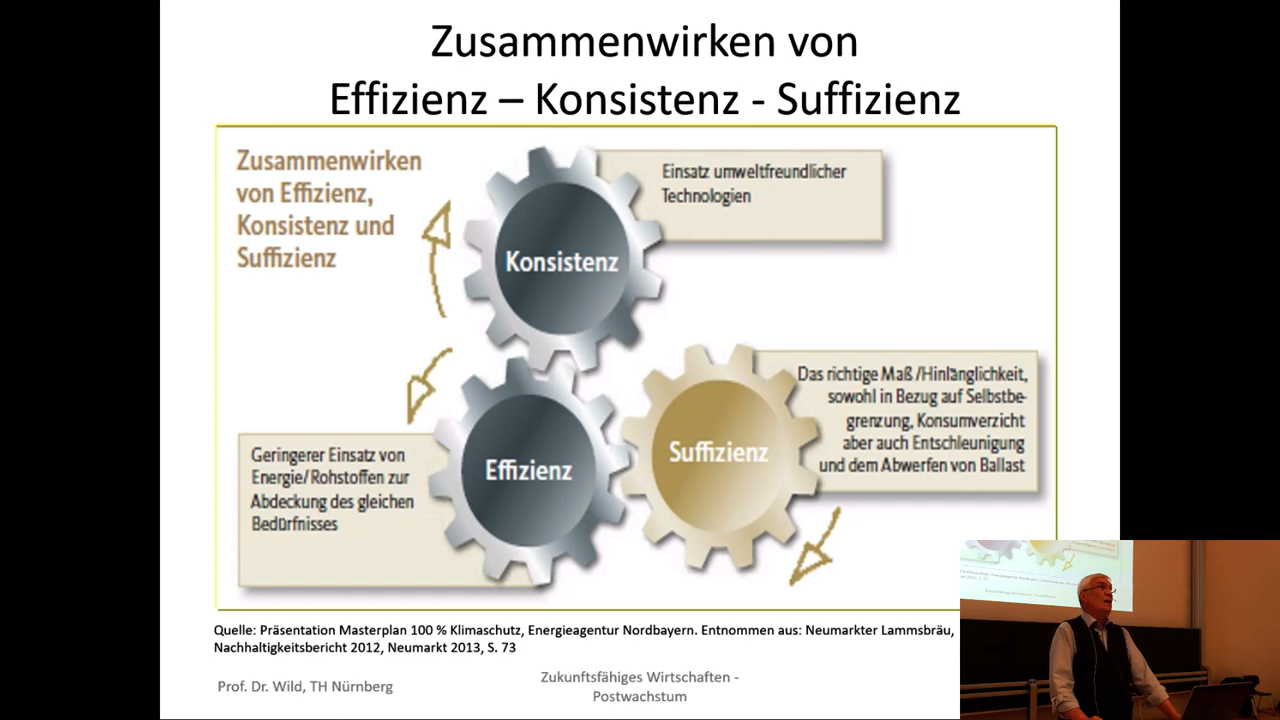 Zusammenwirken von
Effizienz – Konsistenz - Suffizienz
Zusammenwirken
von Effizienz,
Konsistenz und
Suffizienz
Einsatz umweltfreundlicher
Technologien
Konsistenz
Das richtige Maß/Hinlänglichkeit,
sowohl in Bezug auf Selbstbe-
grenzung, Konsumverzicht
aber auch Entschleunigung
und dem Abwerfen von Ballast
Suffizienz
Effizienz
Geringerer Einsatz von
Energie/Rohstoffen zur
Abdeckung des gleichen
Bedürfnisses
Quelle: Präsentation Masterplan 100 % Klimaschutz, Energieagentur Nordbayern. Entnommen aus: Neumarkter Lammsbräu,
Nachhaltigkeitsbericht 2012, Neumarkt 2013, S. 73
Prof. Dr. Wild, TH Nürnberg
Zukunftsfähiges Wirtschaften -
Postwachstum